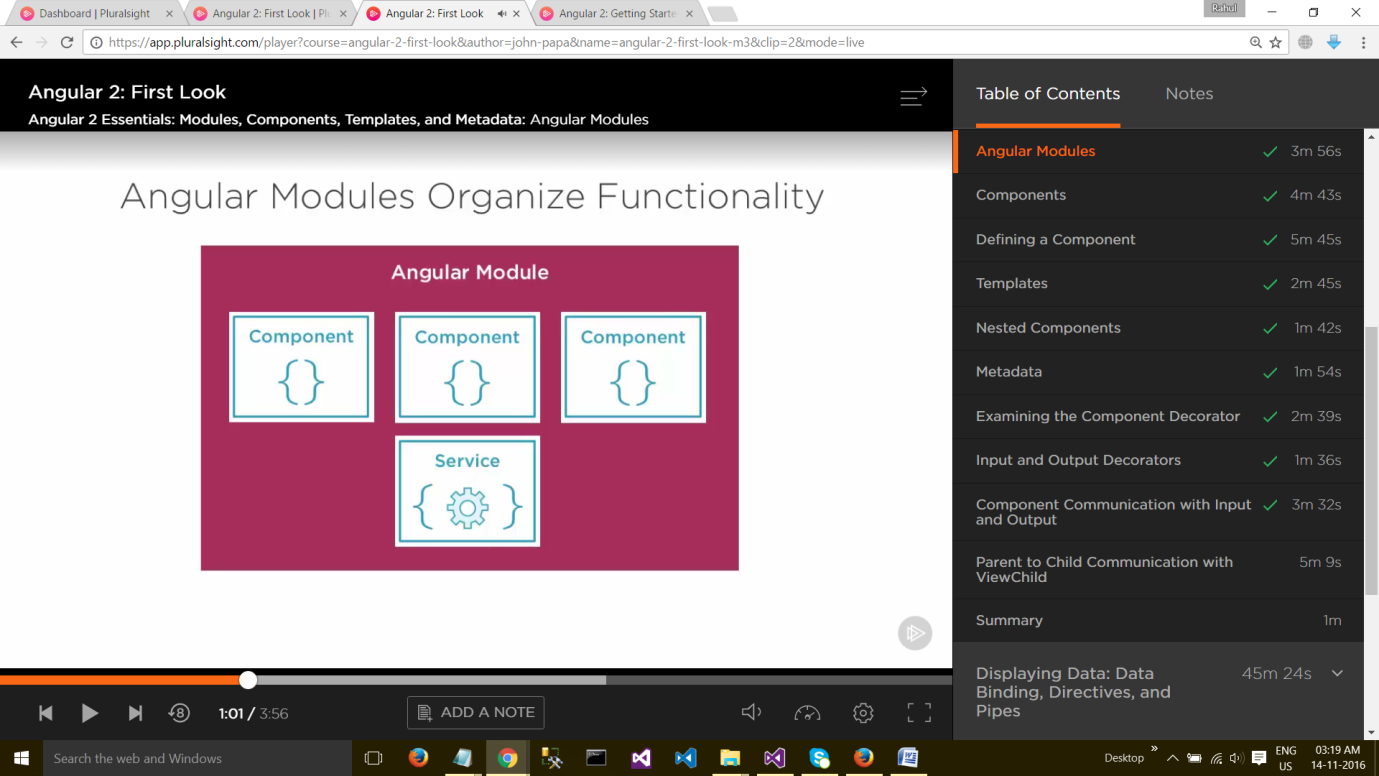 Dashboard | Pluralsight
Angular 2: First Look | Pl
Angular 2: First Look
Angular 2: Getting Starte
Rahul
https://app.pluralsight.com/player?course=angular-2-first-look&author=john-papa&name=angular-2-first-look-m3&clip=2&mode=live
Angular 2: First Look
Angular 2 Essentials: Modules, Components, Templates, and Metadata: Angular Modules
Angular Modules Organize Functionality
Angular Module
Component
{}
Component
{}
Component
{}
Service
{ }
1:01 / 3:56
8
ADD A NOTE
Table of Contents
Notes
Angular Modules 3m 56s
Components 4m 43s
Defining a Component 5m 45s
Templates 2m 45s
Nested Components 1m 42s
Metadata 1m 54s
Examining the Component Decorator 2m 39s
Input and Output Decorators 1m 36s
Component Communication with Input 3m 32s
and Output
Parent to Child Communication with 5m 9s
ViewChild
Summary 1m
Displaying Data: Data 45m 24s
Binding, Directives, and
Pipes
Search the web and Windows
Desktop
ENG
US
03:19 AM
14-11-2016